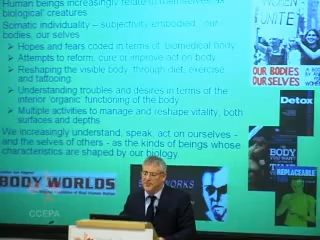 Human beings increasingly relate to themselves as
'biological' creatures
Somatic individuality – subjectivity embodied, our
bodies, our selves
Hopes and fears coded in terms of biomedical body
Attempts to reform, cure or improve act on body
Reshaping the visible body through diet, exercise
and tattooing
Understanding troubles and desires in terms of the
interior 'organic' functioning of the body
Multiple activities to manage and reshape vitality, both
surfaces and depths
We increasingly understand, speak, act on ourselves -
and the selves of others - as the kinds of beings whose
characteristics are shaped by our biology
UNITE
OUR BODIES
OURSELVES
Detox
BODY
YOU WANT
REPLACEABLE
BODY WORLDS
CCEPA